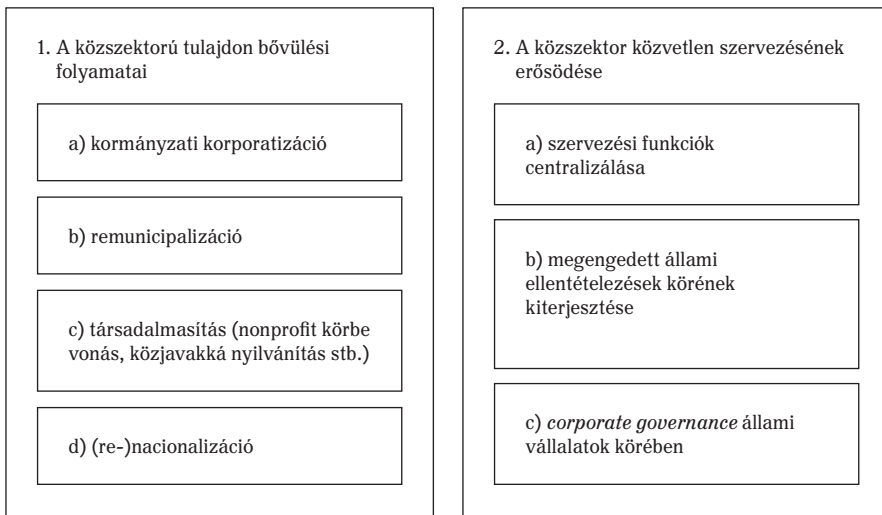 1. A közszektorú tulajdon bővülési
folyamatai
a) kormányzati korporatizáció
b) remunicipalizáció
c) társadalmasítás (nonprofit körbe
vonás, közjavakká nyilvánítás stb.)
d) (re-)nacionalizáció
2. A közszektor közvetlen szervezésének
erősödése
a) szervezési funkciók
centralizálása
b) megengedett állami
ellentételezések körének
kiterjesztése
c) corporate governance állami
vállalatok körében